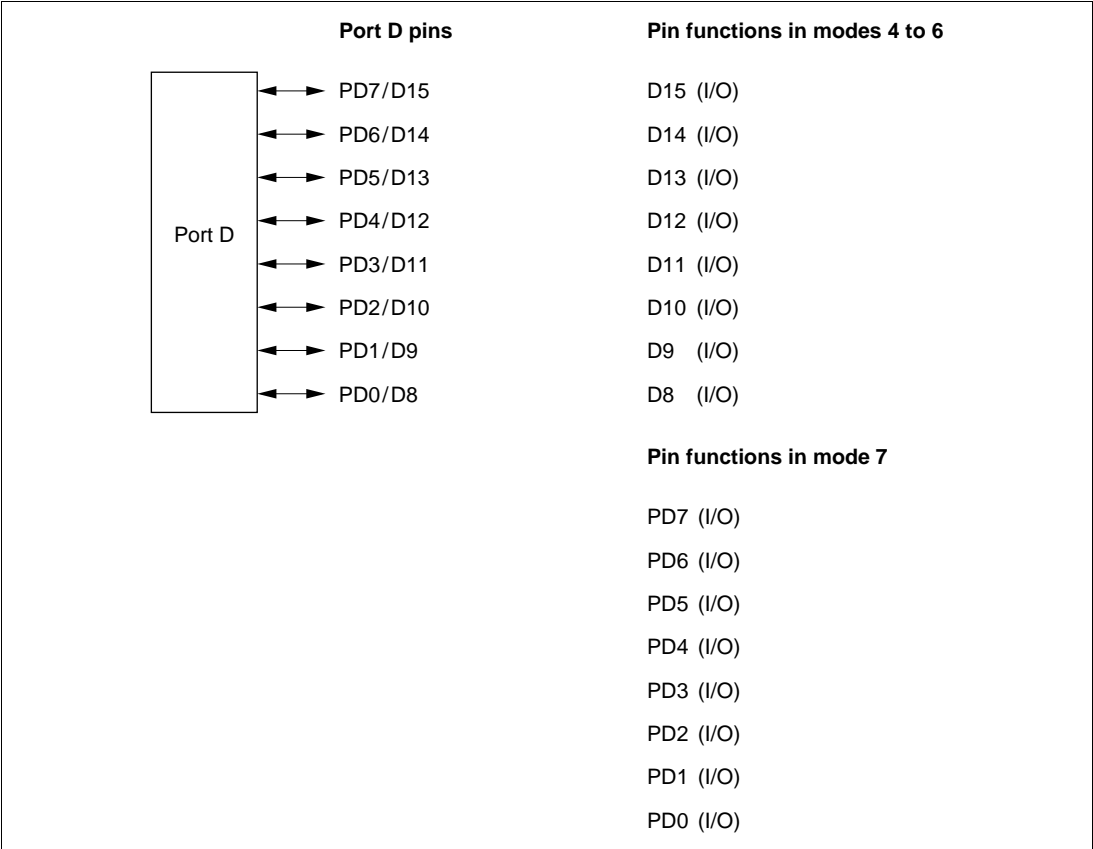 Port D pins Pin functions in modes 4 to 6
PD7/D15 D15 (I/O)
PD6/D14 D14 (I/O)
PD5/D13 D13 (I/O)
PD4/D12 D12 (I/O)
Port D
PD3/D11 D11 (I/O)
PD2/D10 D10 (I/O)
PD1/D9 D9 (I/O)
PD0/D8 D8 (I/O)
Pin functions in mode 7
PD7 (I/O)
PD6 (I/O)
PD5 (I/O)
PD4 (I/O)
PD3 (I/O)
PD2 (I/O)
PD1 (I/O)
PD0 (I/O)